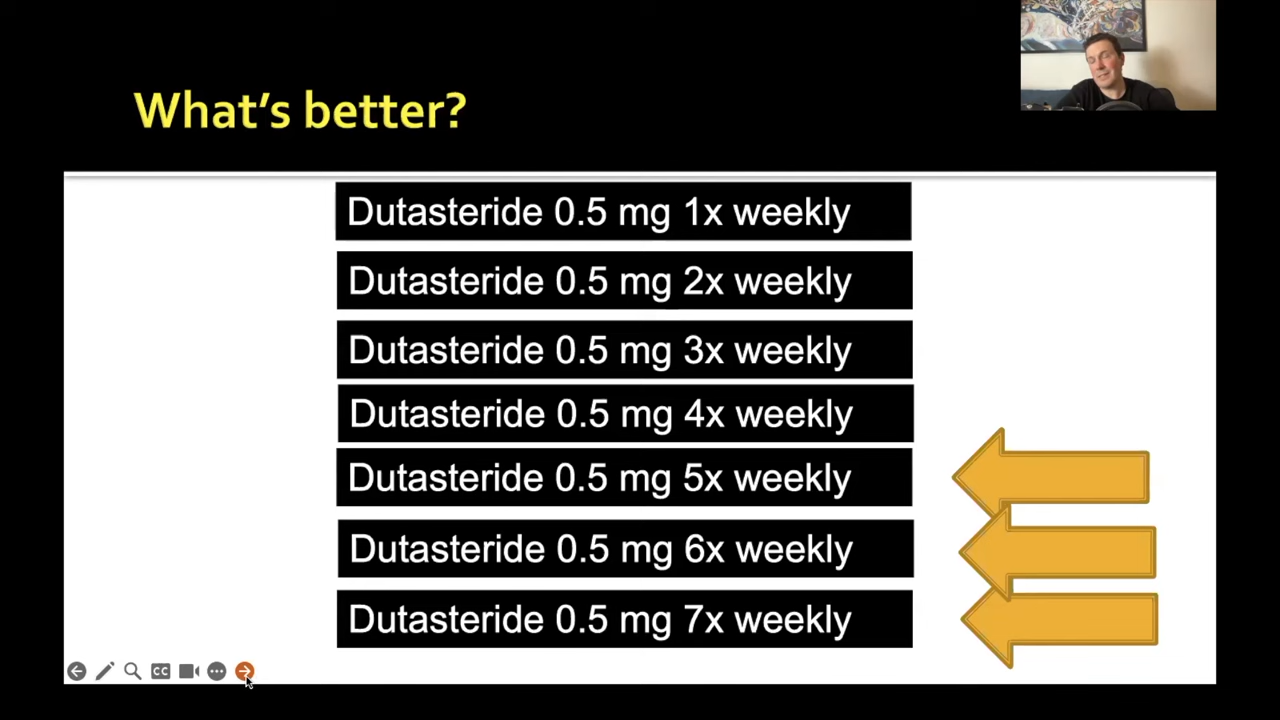 What's better?
Dutasteride 0.5 mg 1x weekly
Dutasteride 0.5 mg 2x weekly
Dutasteride 0.5 mg 3x weekly
Dutasteride 0.5 mg 4x weekly
Dutasteride 0.5 mg 5x weekly
Dutasteride 0.5 mg 6x weekly
Dutasteride 0.5 mg 7x weekly
CC